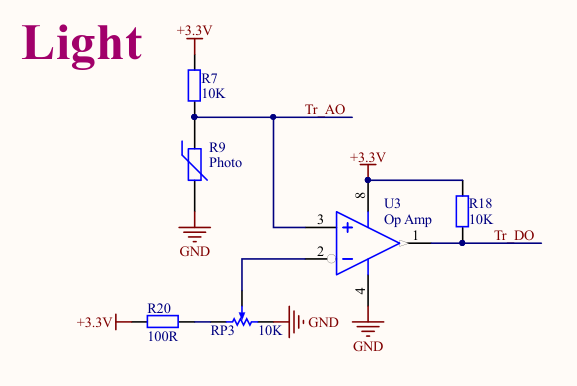 Light
+3.3V
R7
10K
Tr_AO
R9
Photo
GND
+3.3V
8
U3
Op Amp
R18
10K
3
2
1
Tr_DO
4
R20
100R
+3.3V
RP3
10K
GND
GND